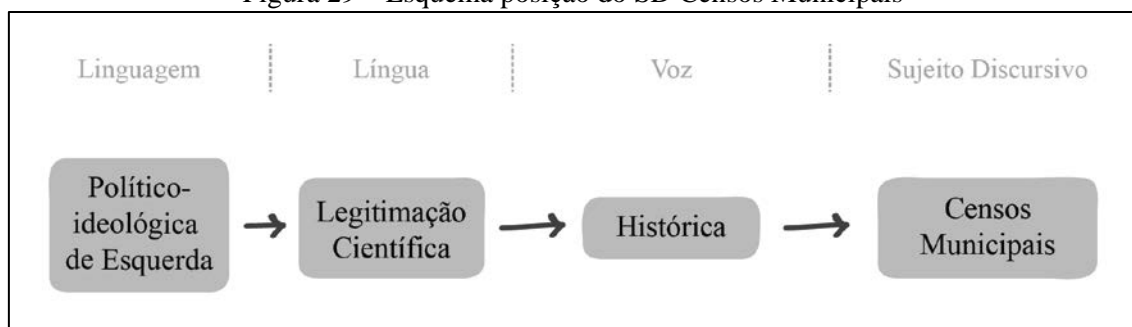 Figura 29 – Esquema posição do SD Censos Municipais
Linguagem Língua Voz Sujeito Discursivo
Político-
ideológica
de Esquerda
Legitimação
Científica
Histórica
Censos
Municipais